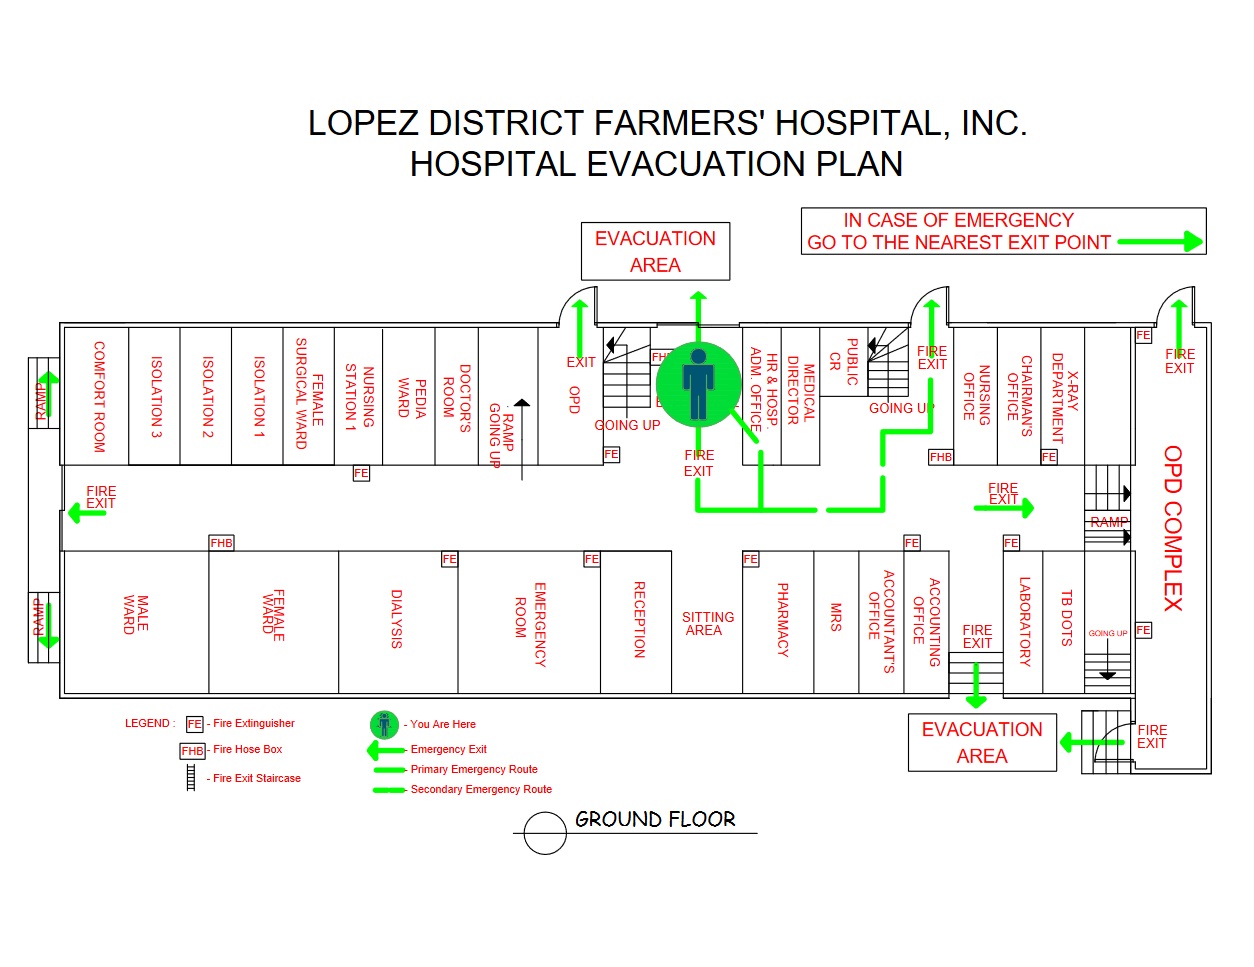 LOPEZ DISTRICT FARMERS' HOSPITAL, INC.
HOSPITAL EVACUATION PLAN
IN CASE OF EMERGENCY
GO TO THE NEAREST EXIT POINT
EVACUATION
AREA
RAMP
COMFORT ROOM
ISOLATION 3
ISOLATION 2
ISOLATION 1
FEMALE
SURGICAL WARD
NURSING
STATION 1
PEDIA
WARD
DOCTOR'S
ROOM
RAMP
GOING UP
EXIT
OPD
GOING UP
FE
FIRE
EXIT
HR & HOSP.
ADM. OFFICE
MEDICAL
DIRECTOR
PUBLIC
CR
GOING UP
FIRE
EXIT
NURSING
OFFICE
CHAIRMAN'S
OFFICE
X-RAY
DEPARTMENT
FE
FIRE
EXIT
FE
FHB
FE
FIRE
EXIT
FIRE
EXIT
RAMP
OPD COMPLEX
FHB
FE
FE
FE
FE
FE
RAMP
MALE
WARD
FEMALE
WARD
DIALYSIS
EMERGENCY
ROOM
RECEPTION
SITTING
AREA
PHARMACY
MRS
ACCOUNTANT'S
OFFICE
ACCOUNTING
OFFICE
FIRE
EXIT
LABORATORY
TB DOTS
GOING UP
FE
EVACUATION
AREA
FIRE
EXIT
LEGEND :
FE - Fire Extinguisher
FHB - Fire Hose Box
- Fire Exit Staircase
- You Are Here
- Emergency Exit
- Primary Emergency Route
- Secondary Emergency Route
GROUND FLOOR